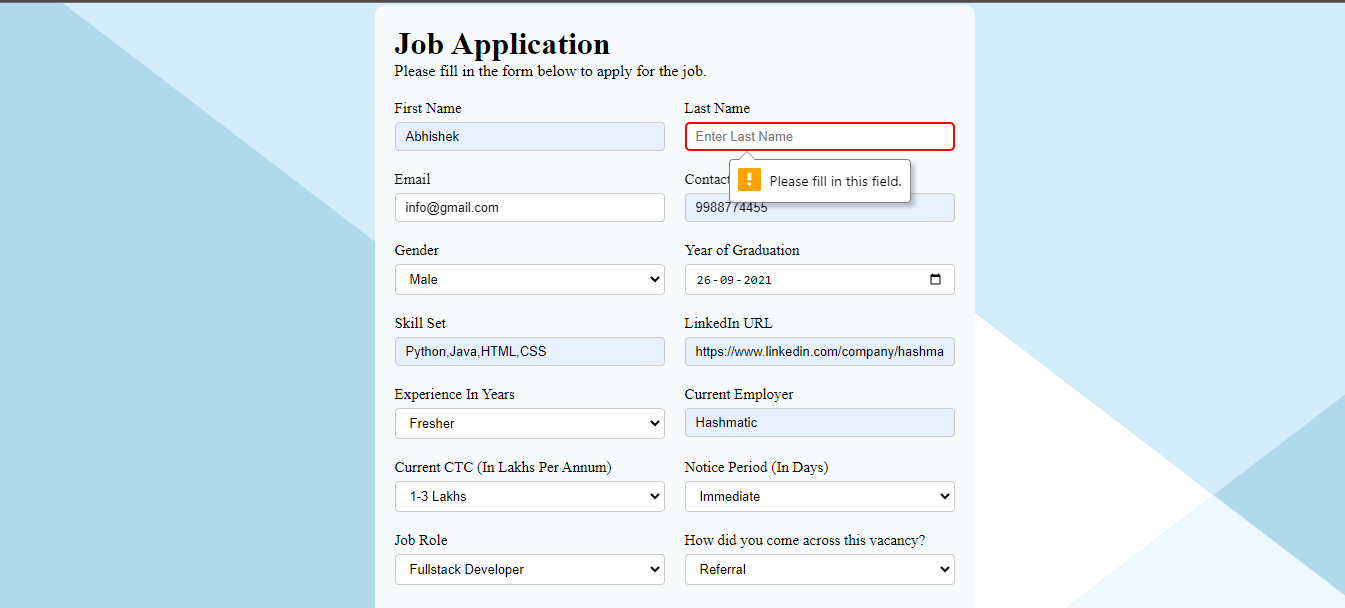 Job Application
Please fill in the form below to apply for the job.
First Name
Last Name
Abhishek
Enter Last Name
! Please fill in this field.
Email
Contact
info@gmail.com
9988774455
Gender
Year of Graduation
Male
26-09-2021
Skill Set
LinkedIn URL
Python,Java,HTML,CSS
https://www.linkedin.com/company/hashma
Experience In Years
Current Employer
Fresher
Hashmatic
Current CTC (In Lakhs Per Annum)
Notice Period (In Days)
1-3 Lakhs
Immediate
Job Role
How did you come across this vacancy?
Fullstack Developer
Referral